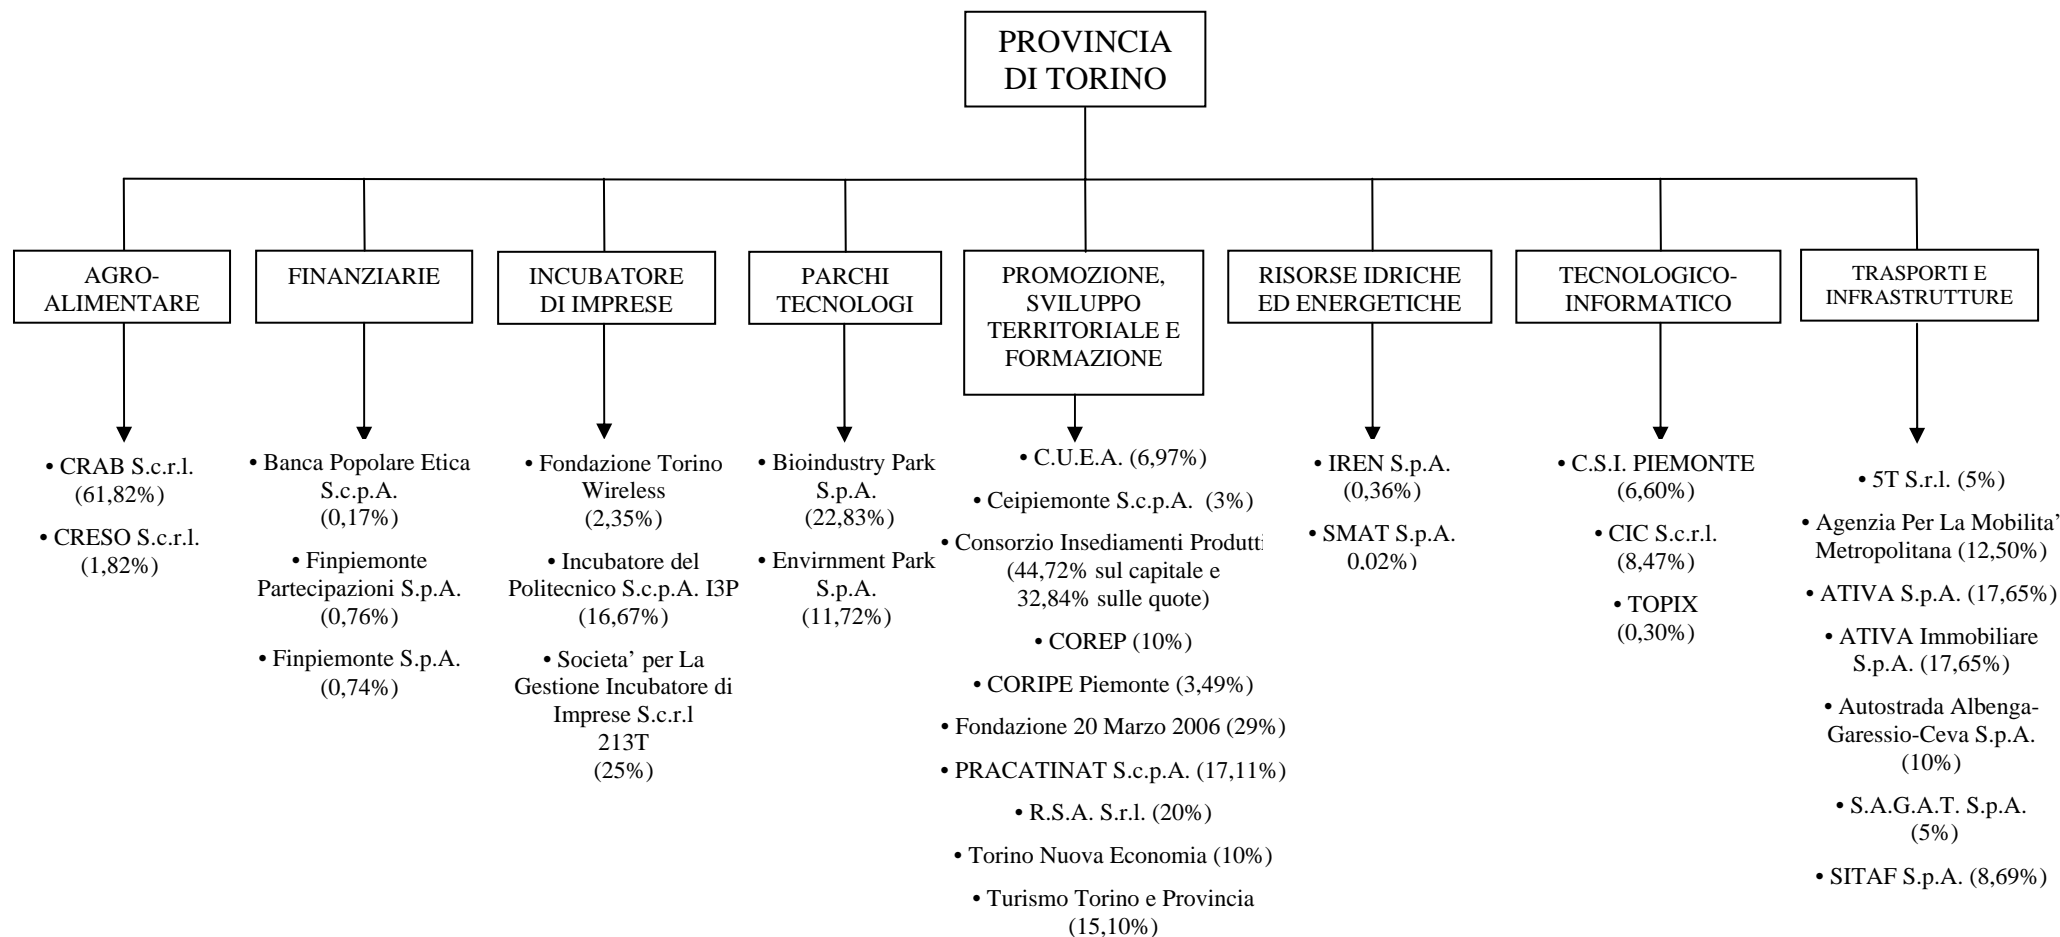 PROVINCIA
DI TORINO
AGRO-
ALIMENTARE
FINANZIARIE
INCUBATORE
DI IMPRESE
PARCHI
TECNOLOGI
PROMOZIONE,
SVILUPPO
TERRITORIALE E
FORMAZIONE
RISORSE IDRICHE
ED ENERGETICHE
TECNOLOGICO-
INFORMATICO
TRASPORTI E
INFRASTRUTTURE
• CRAB S.c.r.l.
(61,82%)
• CRESO S.c.r.l.
(1,82%)
• Banca Popolare Etica
S.c.p.A.
(0,17%)
• Finpiemonte
Partecipazioni S.p.A.
(0,76%)
• Finpiemonte S.p.A.
(0,74%)
• Fondazione Torino
Wireless
(2,35%)
• Incubatore del
Politecnico S.c.p.A. I3P
(16,67%)
• Societa’ per La
Gestione Incubatore di
Imprese S.c.r.l
213T
(25%)
• Bioindustry Park
S.p.A.
(22,83%)
• Envirnment Park
S.p.A.
(11,72%)
• C.U.E.A. (6,97%)
• Ceipiemonte S.c.p.A. (3%)
• Consorzio Insediamenti Produtti
(44,72% sul capitale e
32,84% sulle quote)
• COREP (10%)
• CORIPE Piemonte (3,49%)
• Fondazione 20 Marzo 2006 (29%)
• PRACATINAT S.c.p.A. (17,11%)
• R.S.A. S.r.l. (20%)
• Torino Nuova Economia (10%)
• Turismo Torino e Provincia
(15,10%)
• IREN S.p.A.
(0,36%)
• SMAT S.p.A.
0,02%)
• C.S.I. PIEMONTE
(6,60%)
• CIC S.c.r.l.
(8,47%)
• TOPIX
(0,30%)
• 5T S.r.l. (5%)
• Agenzia Per La Mobilita’
Metropolitana (12,50%)
• ATIVA S.p.A. (17,65%)
• ATIVA Immobiliare
S.p.A. (17,65%)
• Autostrada Albenga-
Garessio-Ceva S.p.A.
(10%)
• S.A.G.A.T. S.p.A.
(5%)
• SITAF S.p.A. (8,69%)